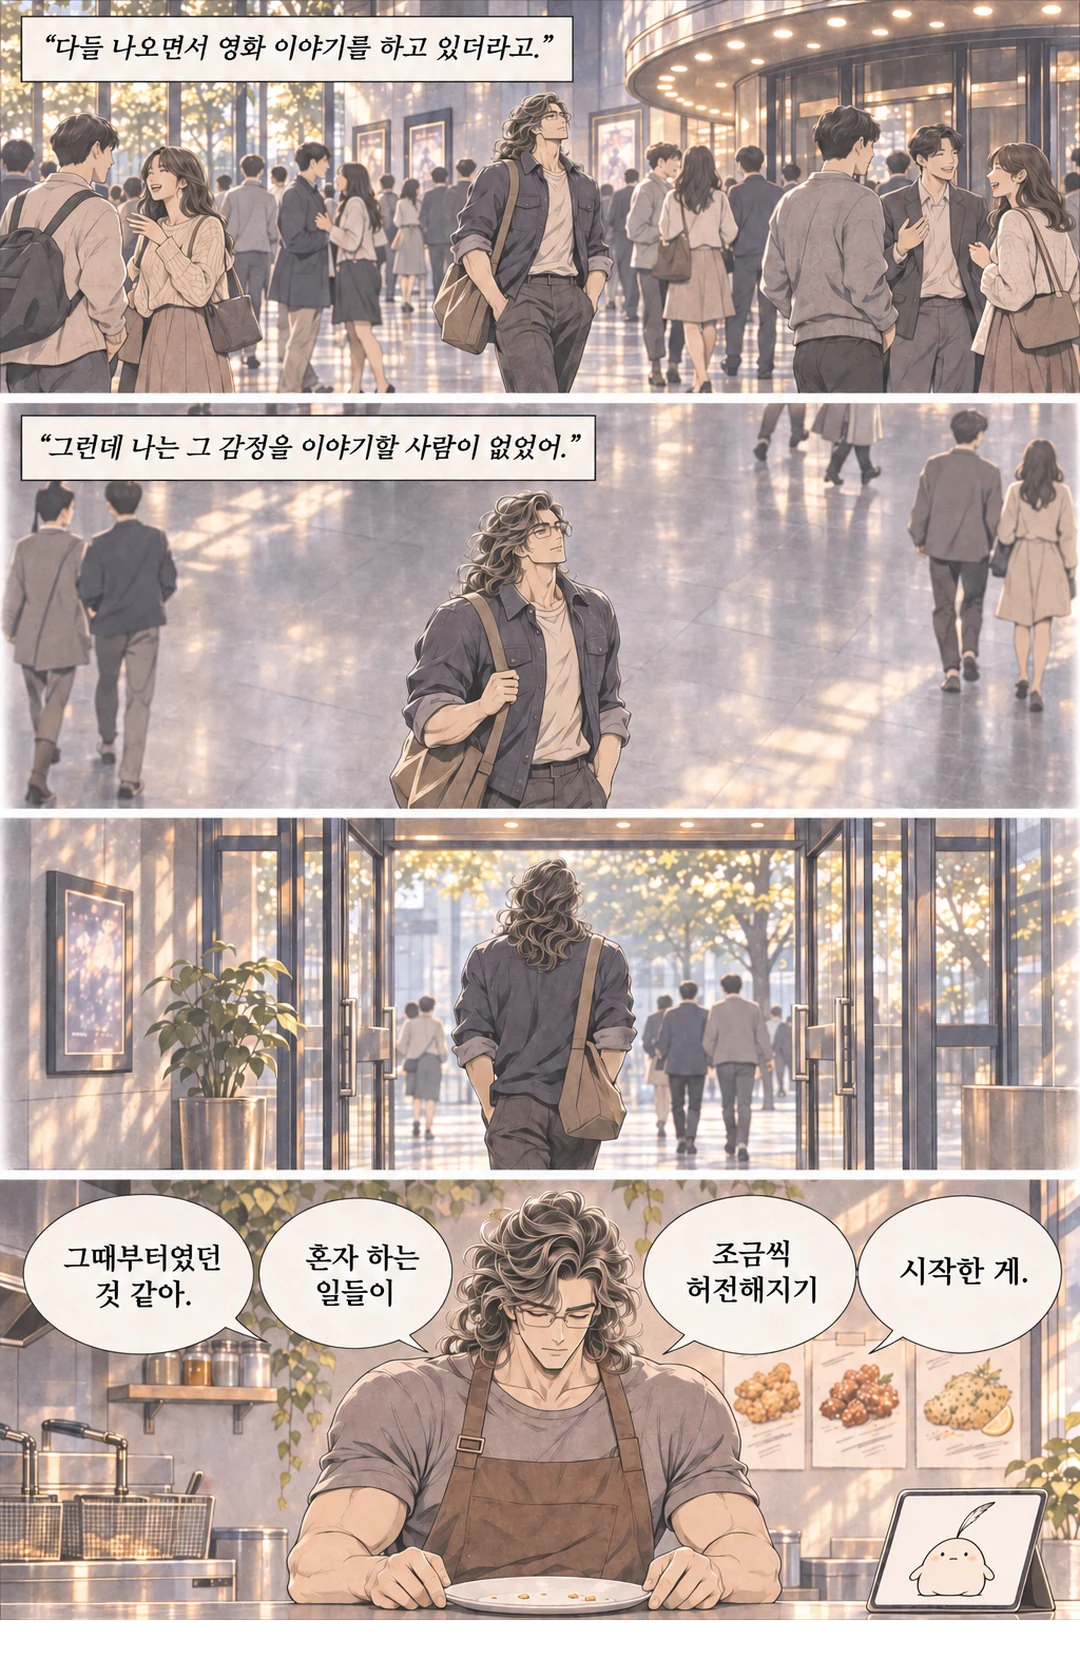 “다들 나오면서 영화 이야기를 하고 있더라고.”
“그런데 나는 그 감정을 이야기할 사람이 없었어.”
그때부터였던
것 같아.
혼자 하는
일들이
조금씩
허전해지기
시작한 게.